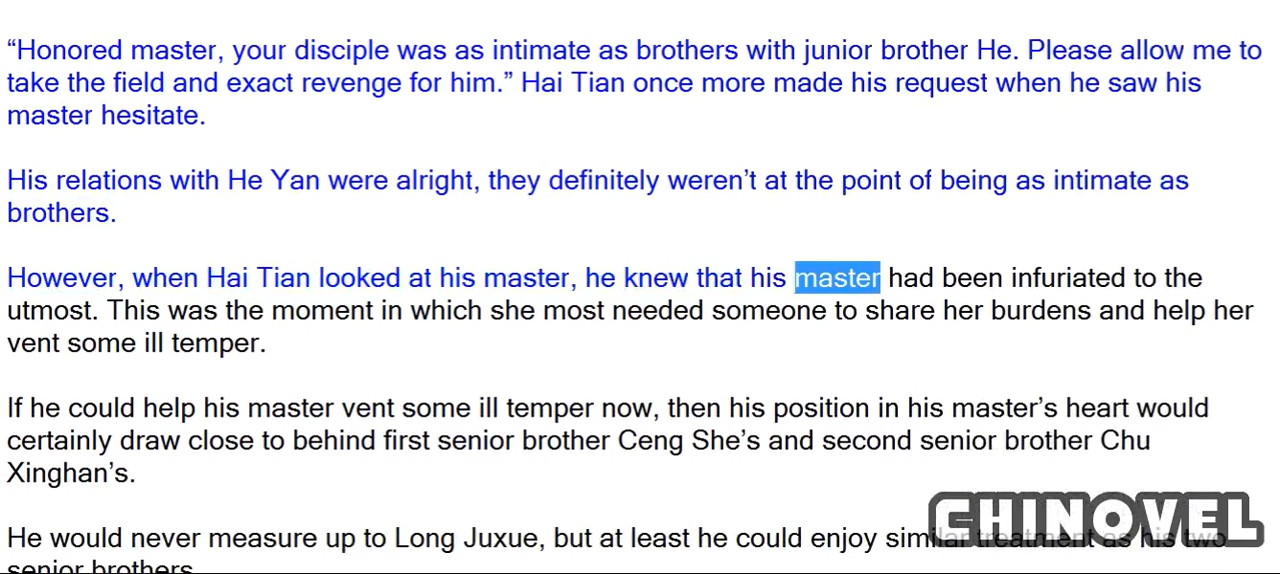 “Honored master, your disciple was as intimate as brothers with junior brother He. Please allow me to
take the field and exact revenge for him.” Hai Tian once more made his request when he saw his
master hesitate.
His relations with He Yan were alright, they definitely weren’t at the point of being as intimate as
brothers.
However, when Hai Tian looked at his master, he knew that his master had been infuriated to the
utmost. This was the moment in which she most needed someone to share her burdens and help her
vent some ill temper.
If he could help his master vent some ill temper now, then his position in his master’s heart would
certainly draw close to behind first senior brother Ceng She’s and second senior brother Chu
Xinghan’s.
He would never measure up to Long Juxue, but at least he could enjoy similar treatment as his two
senior brothers.
CHINOVEL